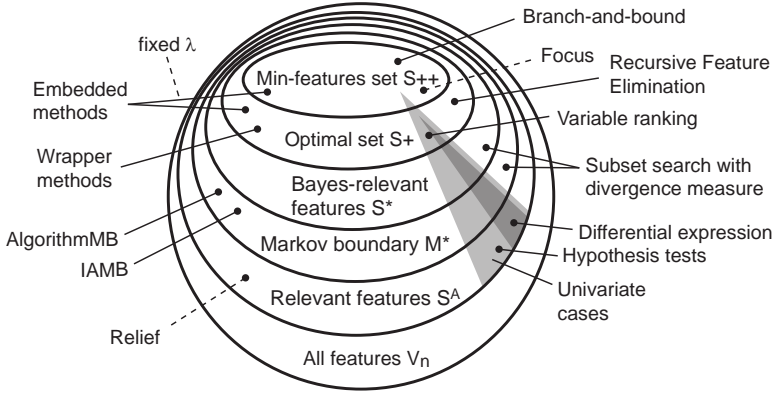 Branch-and-bound
fixed λ
Focus
Min-features set S++
Recursive Feature
Elimination
Embedded
methods
Variable ranking
Optimal set S+
Wrapper
methods
Subset search with
divergence measure
Bayes-relevant
features S*
AlgorithmMB
Differential expression
Markov boundary M*
Hypothesis tests
IAMB
Relevant features Sᴬ
Univariate
cases
Relief
All features Vₙ